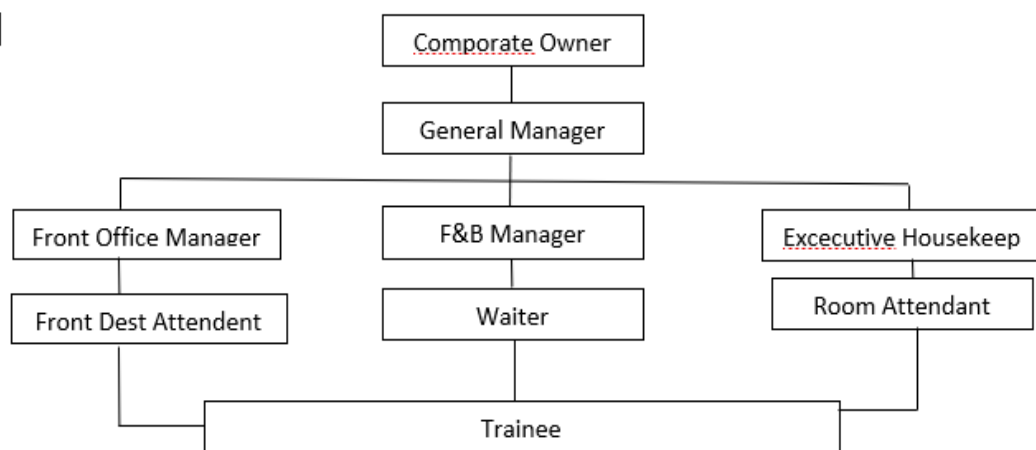 Comporate Owner
General Manager
Front Office Manager
F&B Manager
Excecutive Housekeep
Front Dest Attendent
Waiter
Room Attendant
Trainee